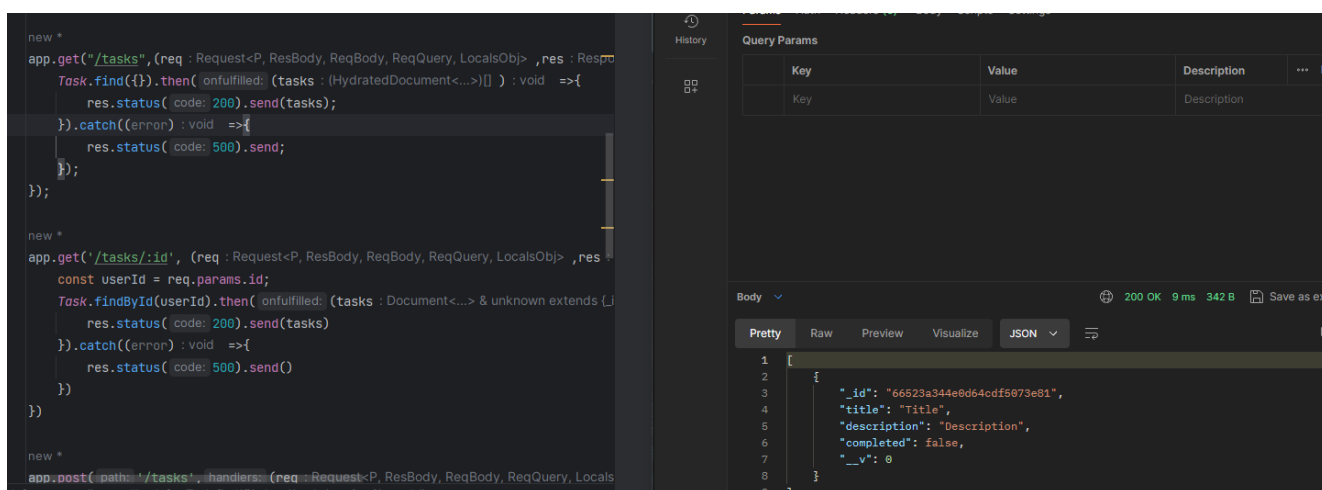 new *
app.get("/tasks",(req : Request<P, ResBody, ReqBody, ReqQuery, LocalsObj> ,res : Respo
Task.find({}).then( onfulfilled: (tasks : (HydratedDocument<...>)[] ) : void =>{
res.status( code: 200).send(tasks);
}).catch((error) : void =>{
res.status( code: 500).send;
});
});
new *
app.get('/tasks/:id', (req : Request<P, ResBody, ReqBody, ReqQuery, LocalsObj> ,res :
const userId = req.params.id;
Task.findById(userId).then( onfulfilled: (tasks : Document<...> & unknown extends {_i
res.status( code: 200).send(tasks)
}).catch((error) : void =>{
res.status( code: 500).send()
})
})
new *
app.post( path: '/tasks', handlers: (req : Request<P, ResBody, ReqBody, ReqQuery, Locals
History
Query Params
Key Value Description
Key Value Description
Body 200 OK 9 ms 342 B Save as ex
Pretty Raw Preview Visualize JSON
1 [
2 {
3 "_id": "66523a344e0d64cdf5073e81",
4 "title": "Title",
5 "description": "Description",
6 "completed": false,
7 "__v": 0
8 }